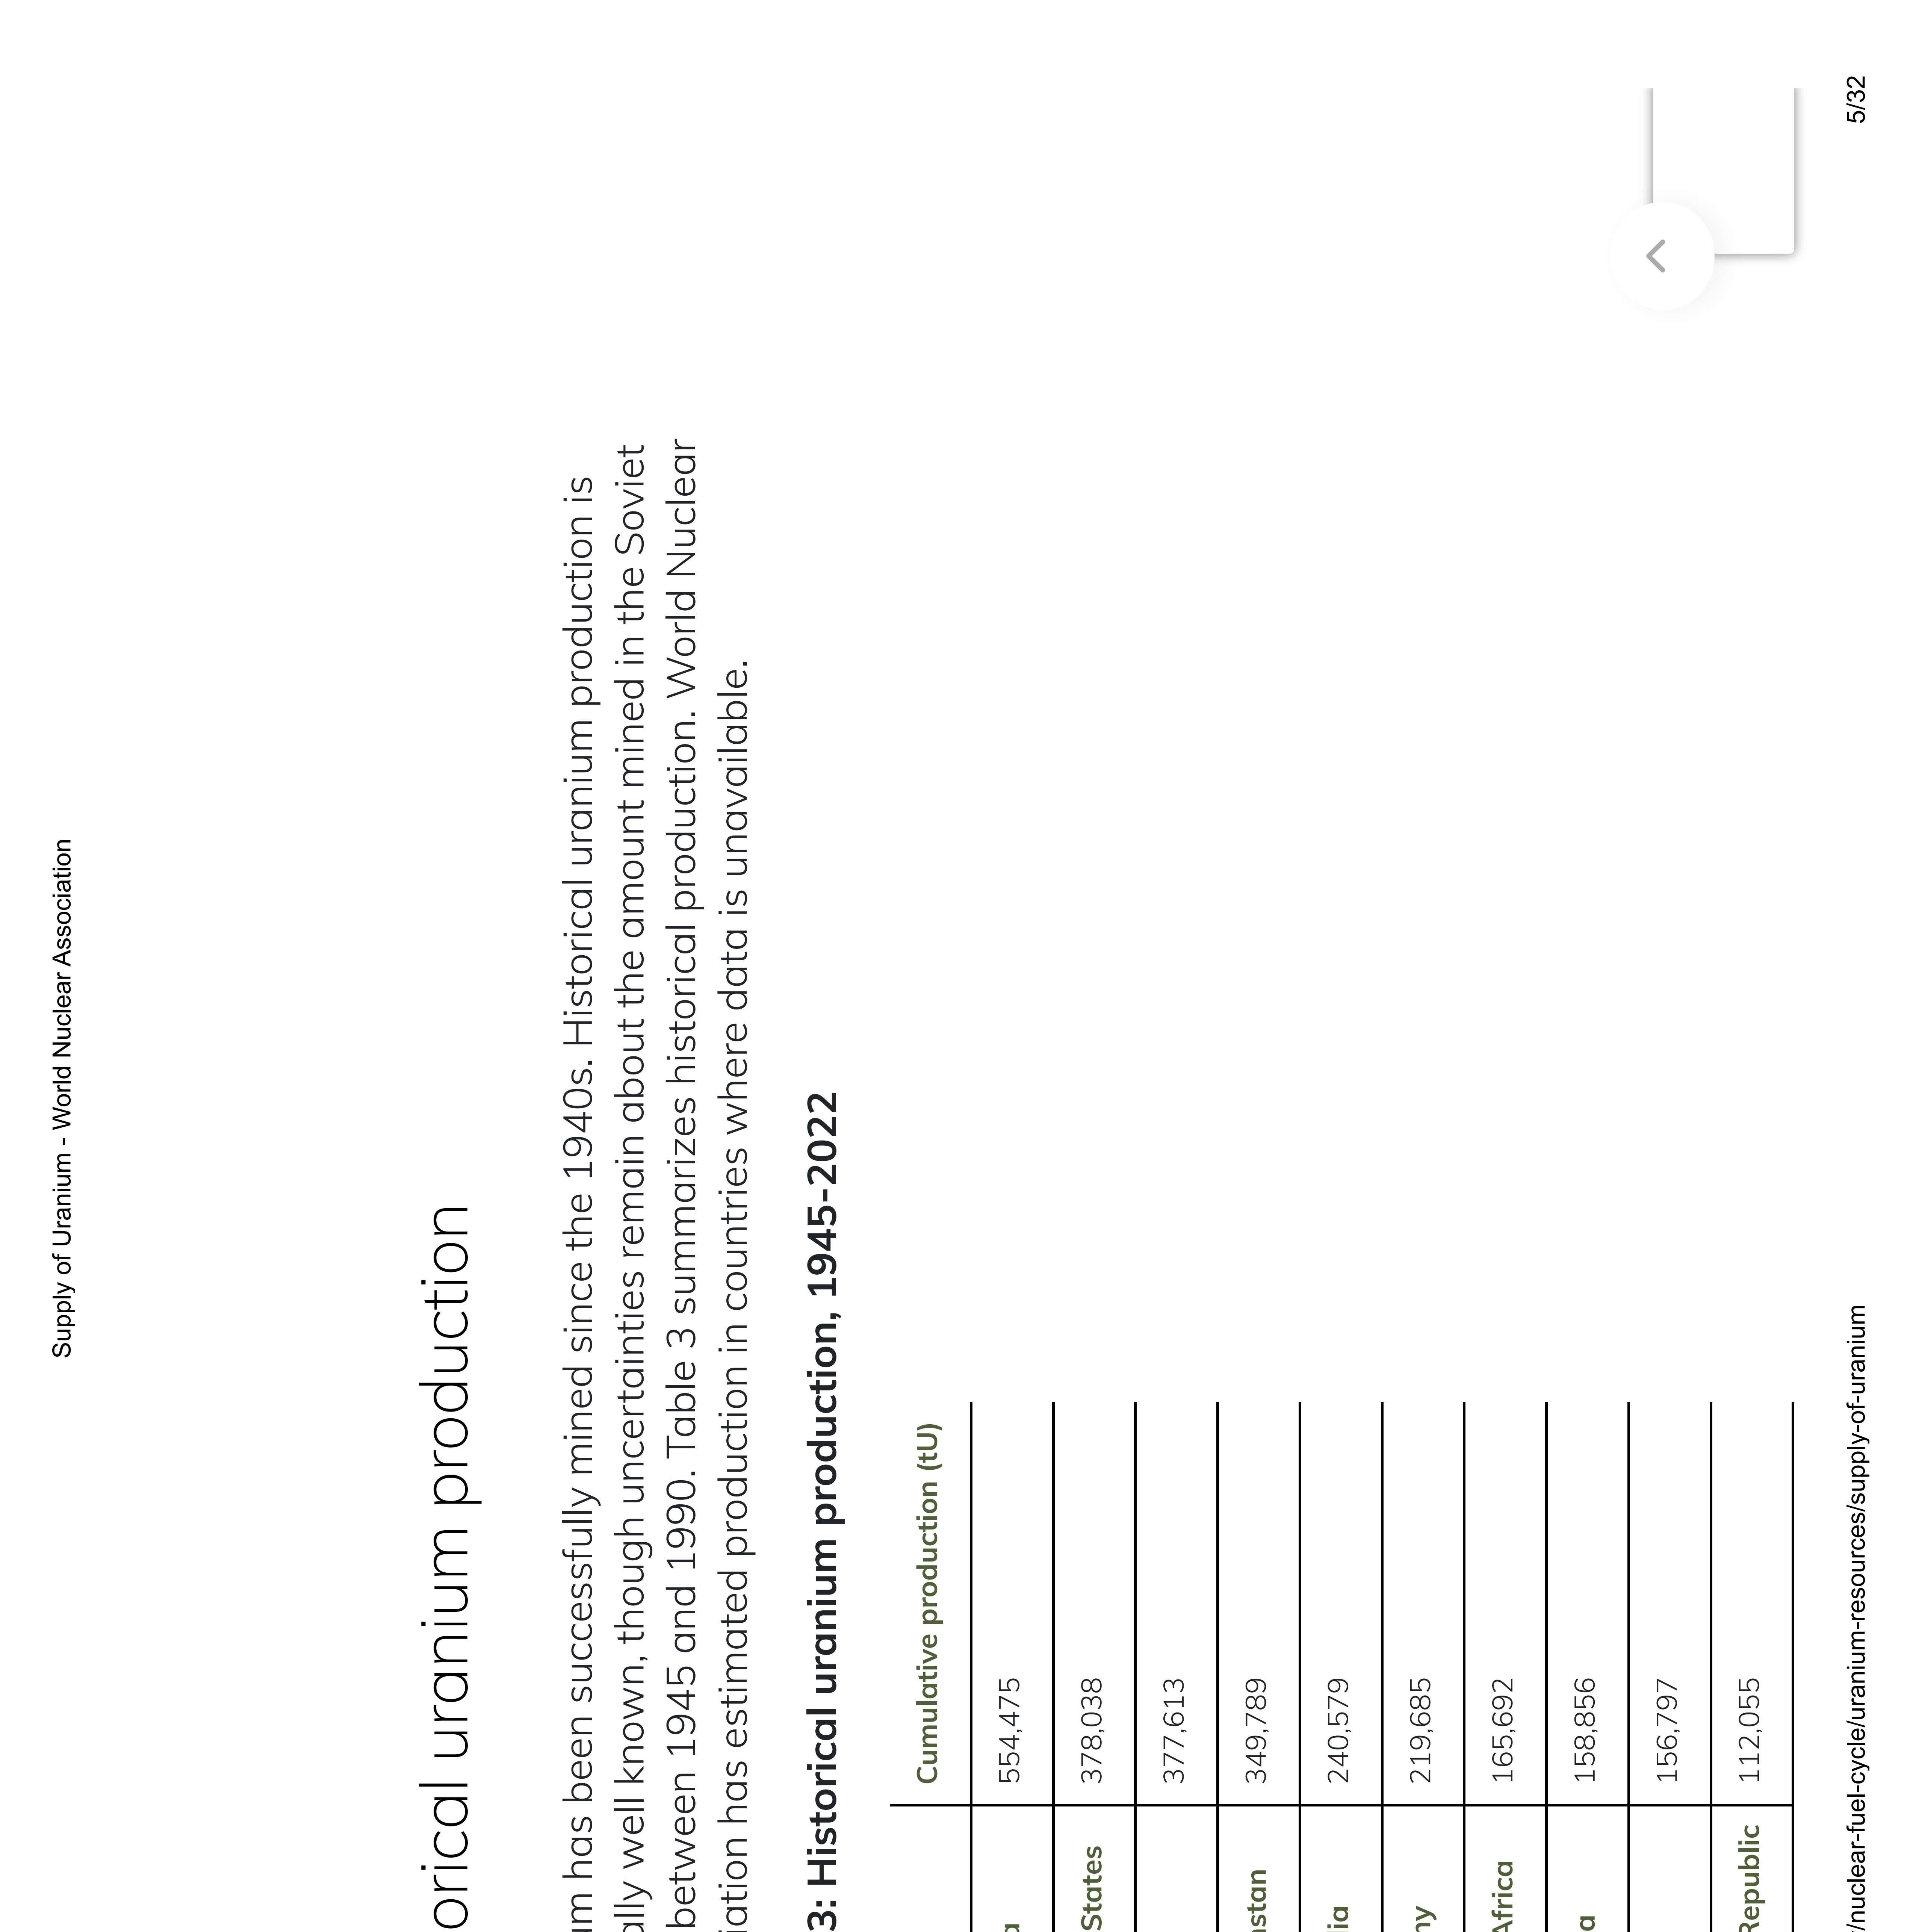 Supply of Uranium - World Nuclear Association
orical uranium production
um has been successfully mined since the 1940s. Historical uranium production is
ally well known, though uncertainties remain about the amount mined in the Soviet
between 1945 and 1990. Table 3 summarizes historical production. World Nuclear
iation has estimated production in countries where data is unavailable.
3: Historical uranium production, 1945-2022
Cumulative production (tU)
a 554,475
States 378,038
377,613
nstan 349,789
ia 240,579
ny 219,685
Africa 165,692
a 158,856
156,797
Republic 112,055
/nuclear-fuel-cycle/uranium-resources/supply-of-uranium
5/32